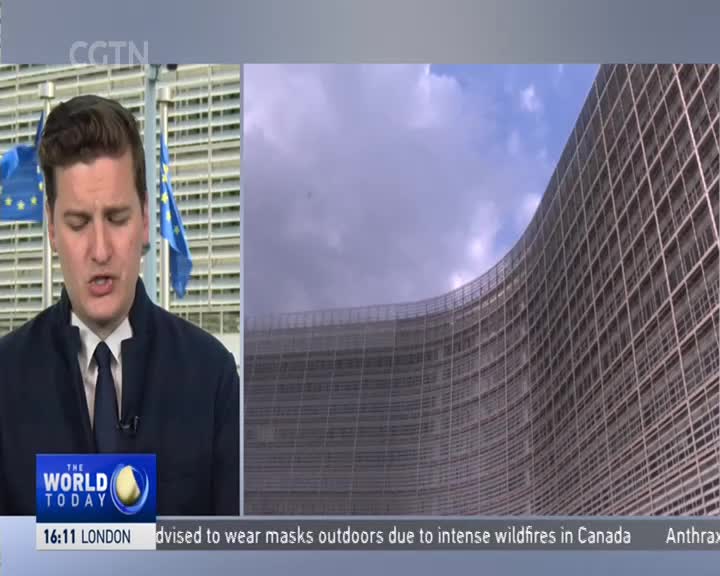 CGTN
THE
WORLD
TODAY
16:11 LONDON
dvised to wear masks outdoors due to intense wildfires in Canada Anthrax